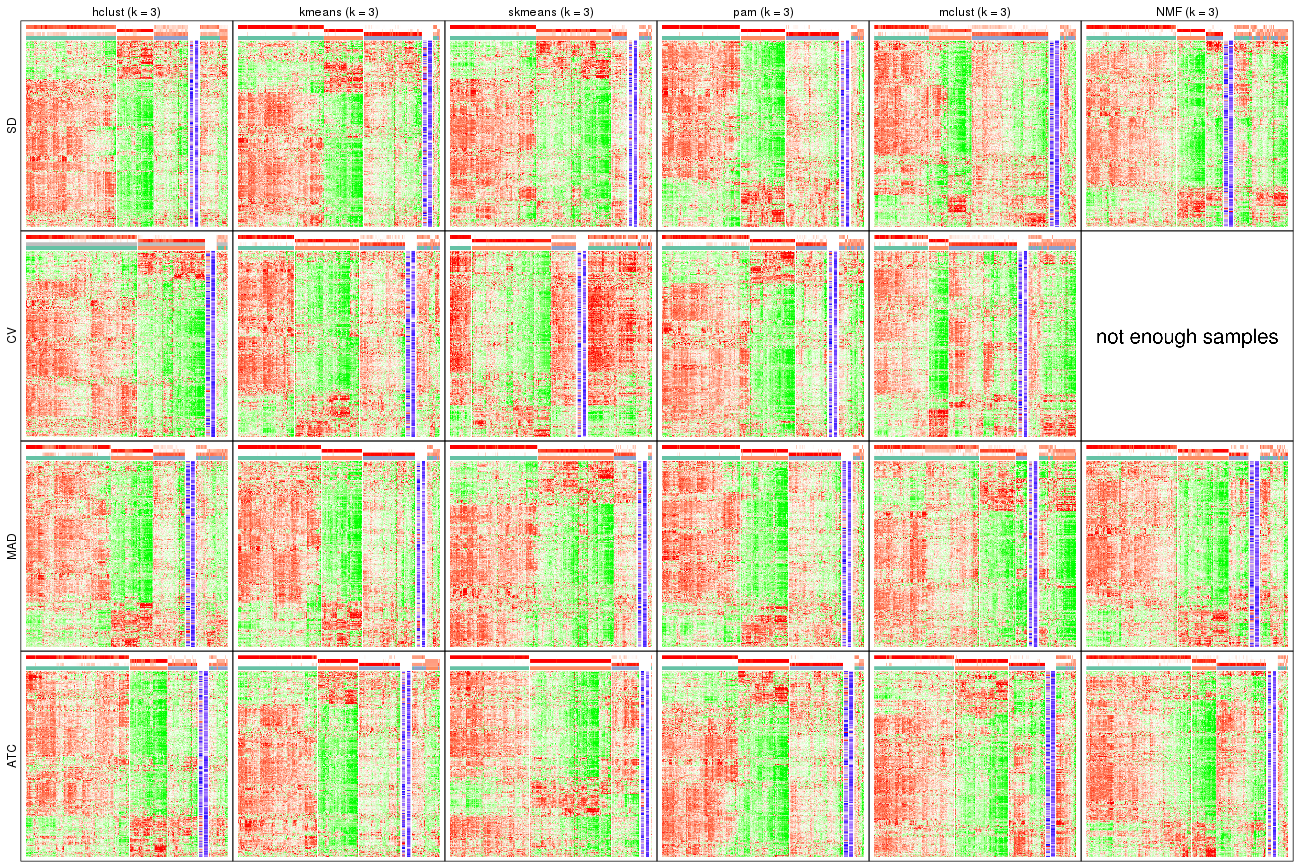 hclust (k = 3)
kmeans (k = 3)
skmeans (k = 3)
pam (k = 3)
mclust (k = 3)
NMF (k = 3)
SD
CV
not enough samples
MAD
ATC